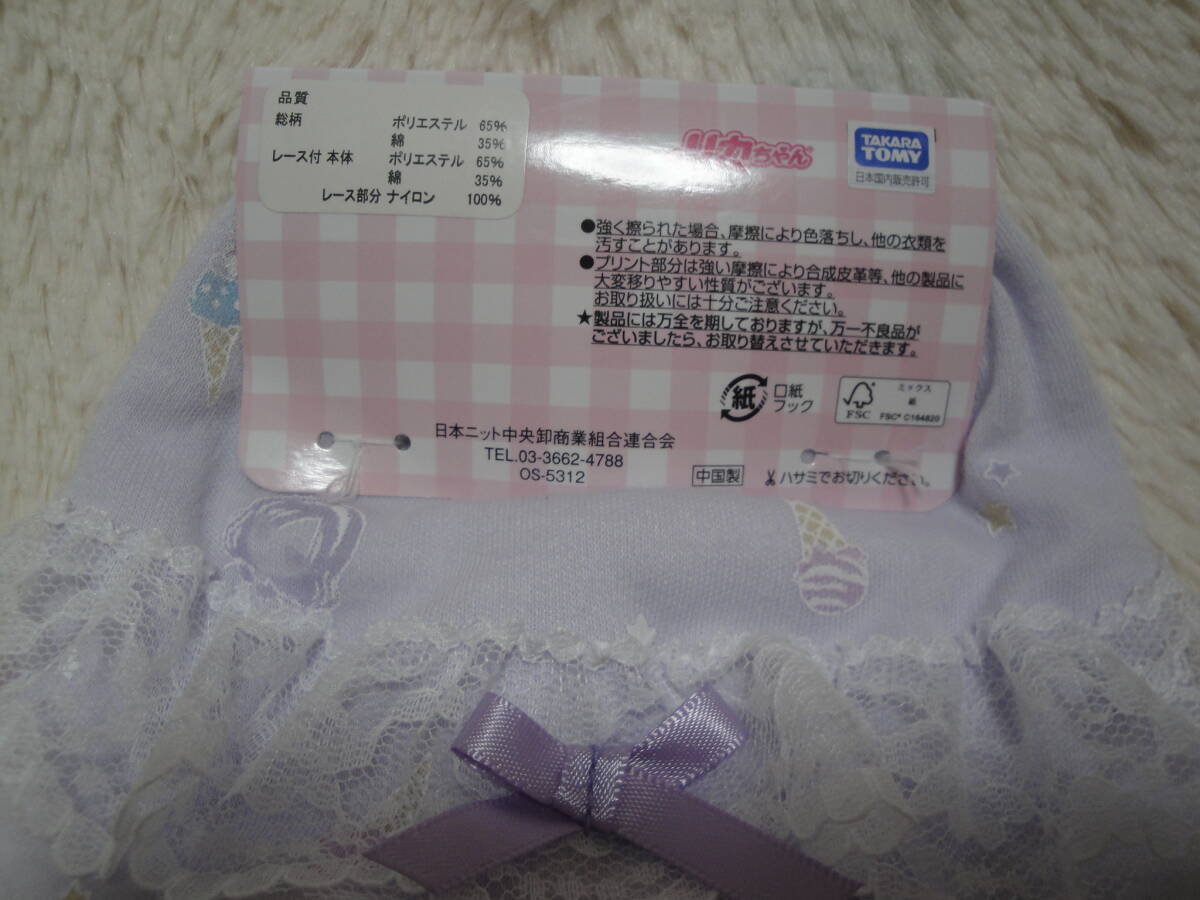 品質
総柄 ポリエステル 65%
綿 35%
レース付 本体 ポリエステル 65%
綿 35%
レース部分 ナイロン 100%
リカちゃん
TAKARA
TOMY
日本国内販売許可
●強く擦られた場合、摩擦により色落ちし、他の衣類を
汚すことがあります。
●プリント部分は強い摩擦により合成皮革等、他の製品に
大変移りやすい性質がございます。
お取り扱いには十分ご注意ください。
★製品には万全を期しておりますが、万一不良品が
ございましたら、お取り替えさせていただきます。
紙
口紙
フック
FSC
ミックス
紙
FSC® C164820
日本ニット中央卸商業組合連合会
TEL.03-3662-4788
OS-5312
中国製
ハサミでお切りください。